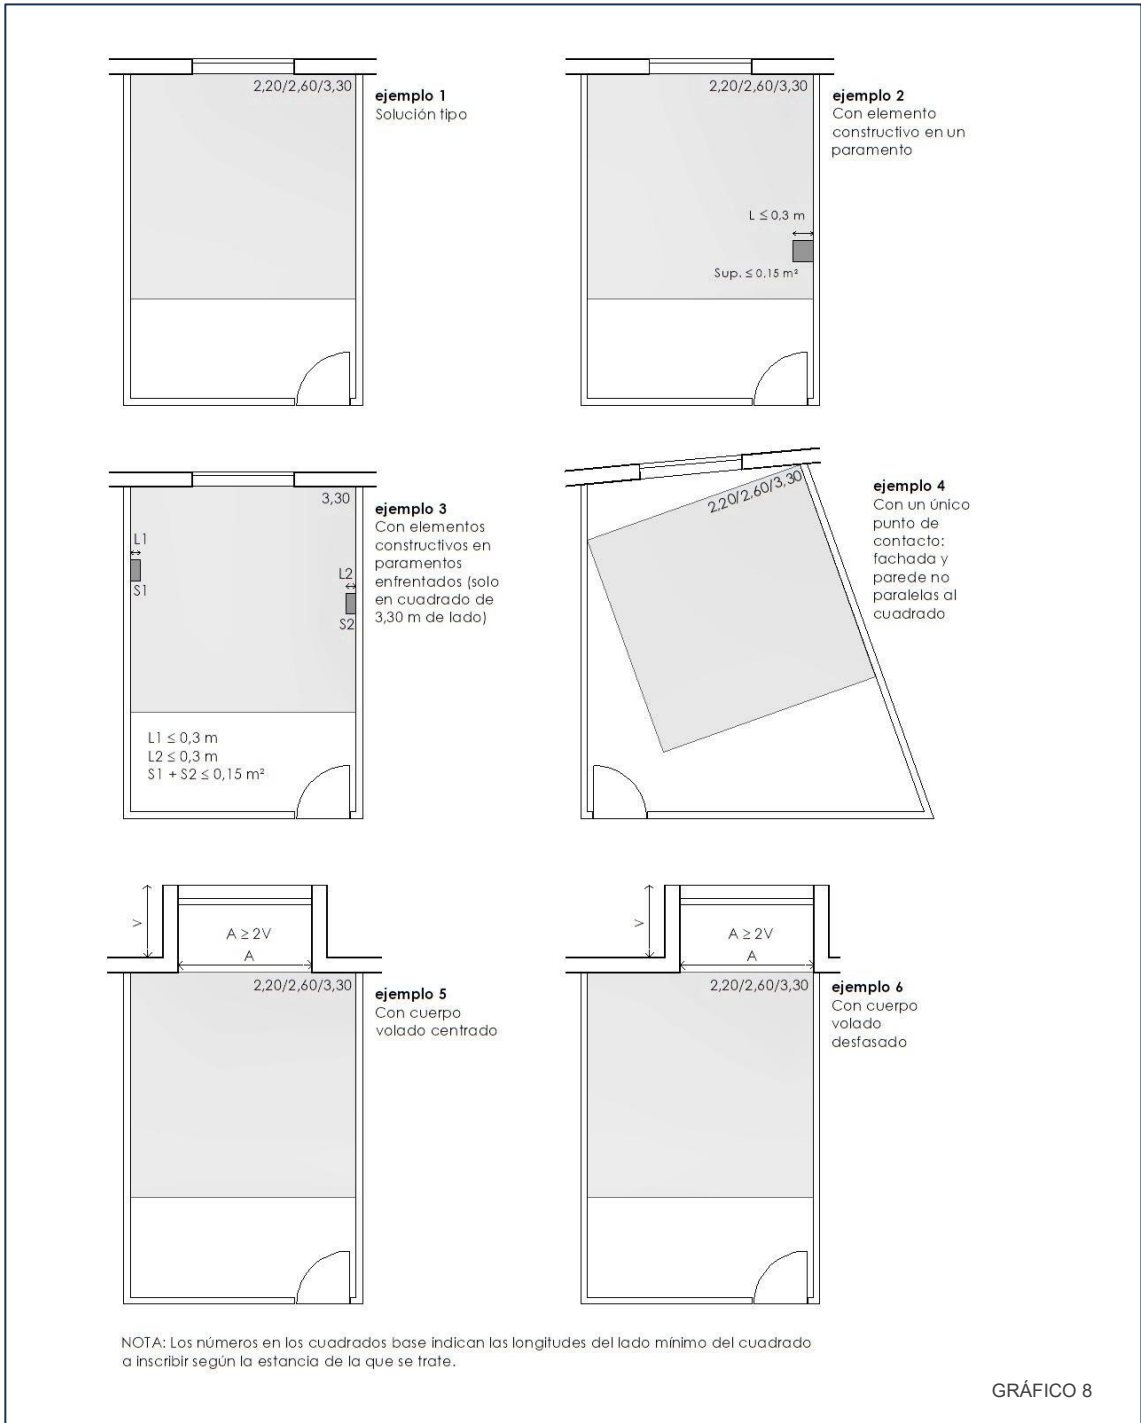 2,20/2,60/3,30
ejemplo 1
Solución tipo
2,20/2,60/3,30
ejemplo 2
Con elemento
constructivo en un
paramento
L ≤ 0,3 m
Sup. ≤ 0,15 m²
3,30
ejemplo 3
Con elementos
constructivos en
paramentos
enfrentados (solo
en cuadrado de
3,30 m de lado)
L1
S1
L2
S2
L1 ≤ 0,3 m
L2 ≤ 0,3 m
S1 + S2 ≤ 0,15 m²
2,20/2,60/3,30
ejemplo 4
Con un único
punto de
contacto:
fachada y
pared no
paralelas al
cuadrado
V
A ≥ 2V
A
2,20/2,60/3,30
ejemplo 5
Con cuerpo
volado centrado
V
A ≥ 2V
A
2,20/2,60/3,30
ejemplo 6
Con cuerpo
volado
desfasado
NOTA: Los números en los cuadrados base indican las longitudes del lado mínimo del cuadrado
a inscribir según la estancia de la que se trate.
GRÁFICO 8